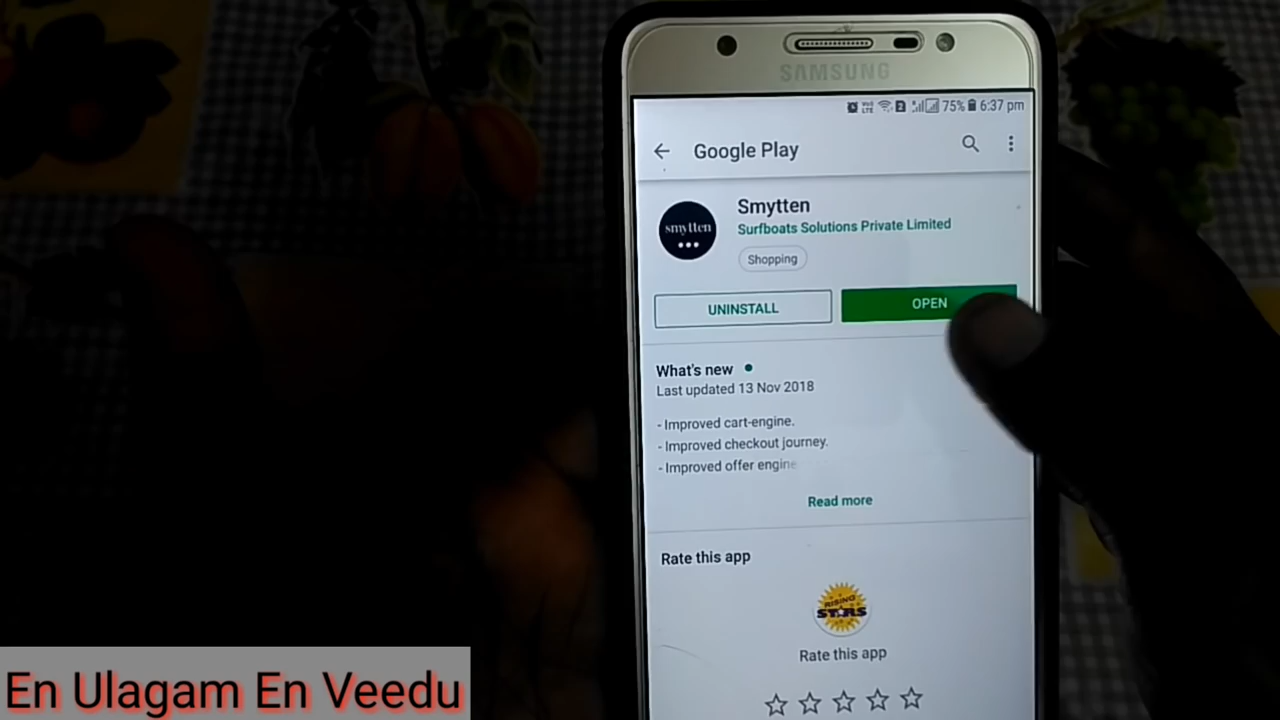 SAMSUNG
75% 6:37 pm
Google Play
smytten
Smytten
Surfboats Solutions Private Limited
Shopping
UNINSTALL
OPEN
What's new
Last updated 13 Nov 2018
- Improved cart-engine.
- Improved checkout journey.
- Improved offer engine
Read more
Rate this app
RISING
STARS
Rate this app
En Ulagam En Veedu